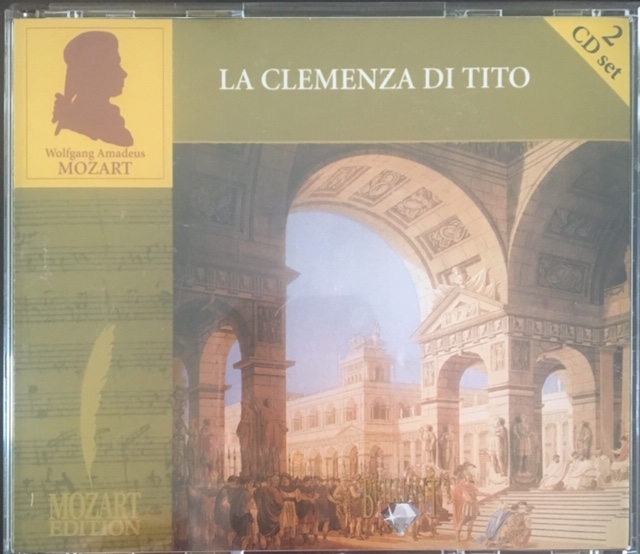 Wolfgang Amadeus
MOZART
LA CLEMENZA DI TITO
2
CD set
MOZART
EDITION